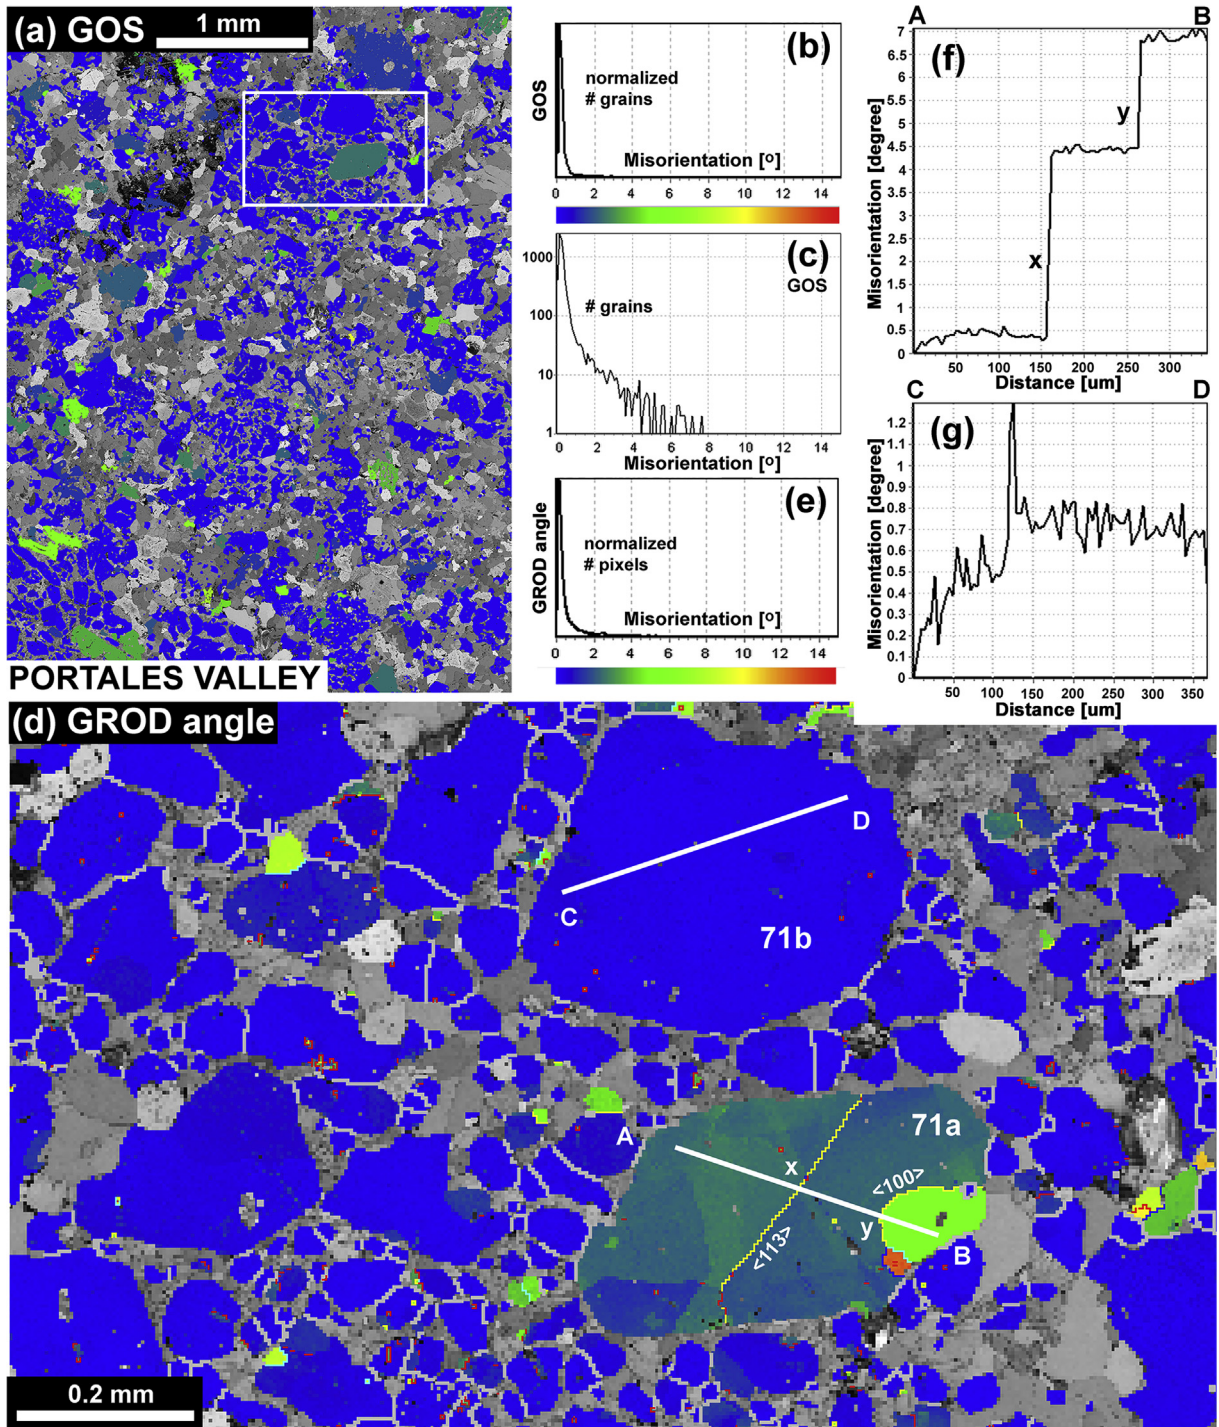 (a) GOS
1 mm
PORTALES VALLEY
(b)
normalized
# grains
GOS
Misorientation [º]
0 2 4 6 8 10 12 14
(c)
GOS
1000
100
10
1
# grains
0 2 4 6 8 10 12 14
Misorientation [º]
(e)
normalized
# pixels
GROD angle
Misorientation [º]
0 2 4 6 8 10 12 14
A B
(f)
7
6.5
6
5.5
5
4.5
4
3.5
3
2.5
2
1.5
1
0.5
0
Misorientation [degree]
x
y
50 100 150 200 250 300
Distance [um]
C D
(g)
1.2
1.1
1
0.9
0.8
0.7
0.6
0.5
0.4
0.3
0.2
0.1
0
Misorientation [degree]
50 100 150 200 250 300 350
Distance [um]
(d) GROD angle
D
C
71b
A
71a
x
<100>
y
<113>
B
0.2 mm